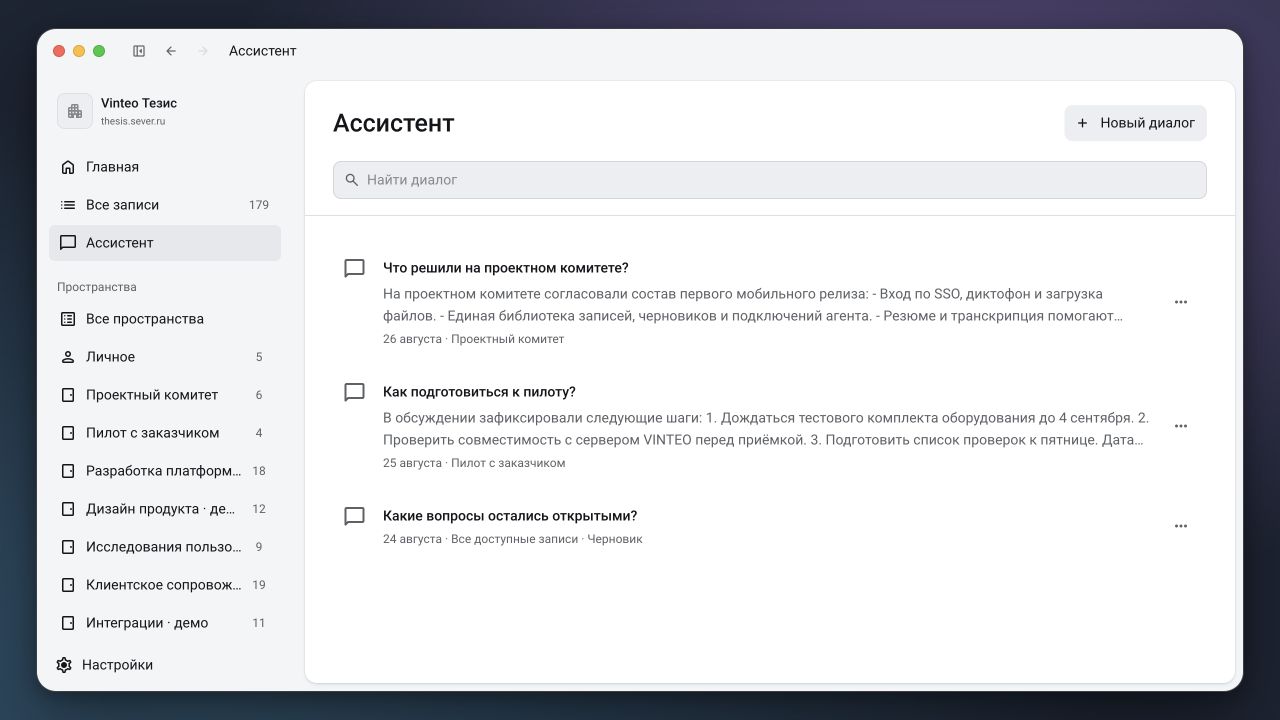 Ассистент
Vinteo Тезис
thesis.sever.ru
Главная
Все записи 179
Ассистент
Пространства
Все пространства
Личное 5
Проектный комитет 6
Пилот с заказчиком 4
Разработка платформ... 18
Дизайн продукта · де... 12
Исследования пользо... 9
Клиентское сопровож... 19
Интеграции · демо 11
Настройки
Ассистент
+ Новый диалог
Найти диалог
Что решили на проектном комитете?
На проектном комитете согласовали состав первого мобильного релиза: - Вход по SSO, диктофон и загрузка
файлов. - Единая библиотека записей, черновиков и подключений агента. - Резюме и транскрипция помогают...
26 августа · Проектный комитет
Как подготовиться к пилоту?
В обсуждении зафиксировали следующие шаги: 1. Дождаться тестового комплекта оборудования до 4 сентября. 2.
Проверить совместимость с сервером VINTEO перед приёмкой. 3. Подготовить список проверок к пятнице. Дата...
25 августа · Пилот с заказчиком
Какие вопросы остались открытыми?
24 августа · Все доступные записи · Черновик